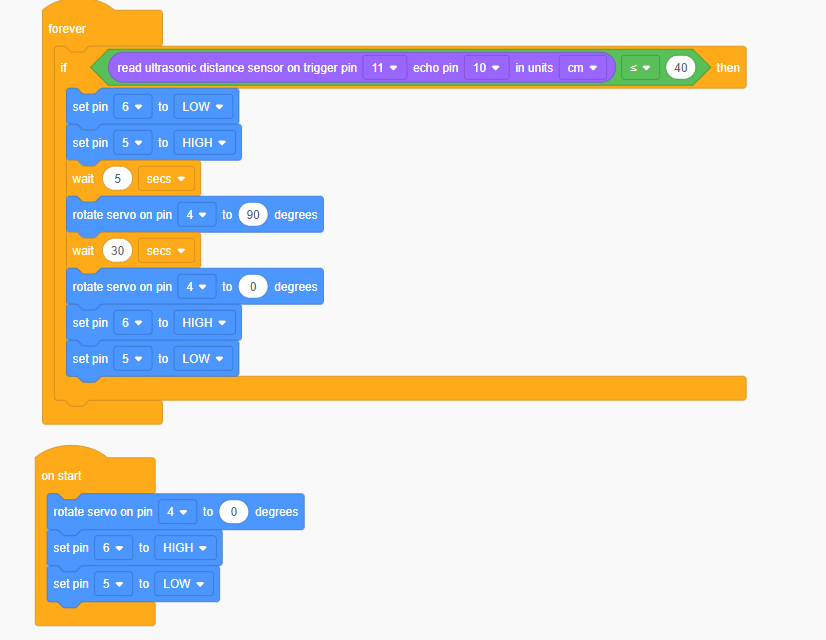 forever
if read ultrasonic distance sensor on trigger pin 11 echo pin 10 in units cm ≤ 40 then
set pin 6 to LOW
set pin 5 to HIGH
wait 5 secs
rotate servo on pin 4 to 90 degrees
wait 30 secs
rotate servo on pin 4 to 0 degrees
set pin 6 to HIGH
set pin 5 to LOW
on start
rotate servo on pin 4 to 0 degrees
set pin 6 to HIGH
set pin 5 to LOW